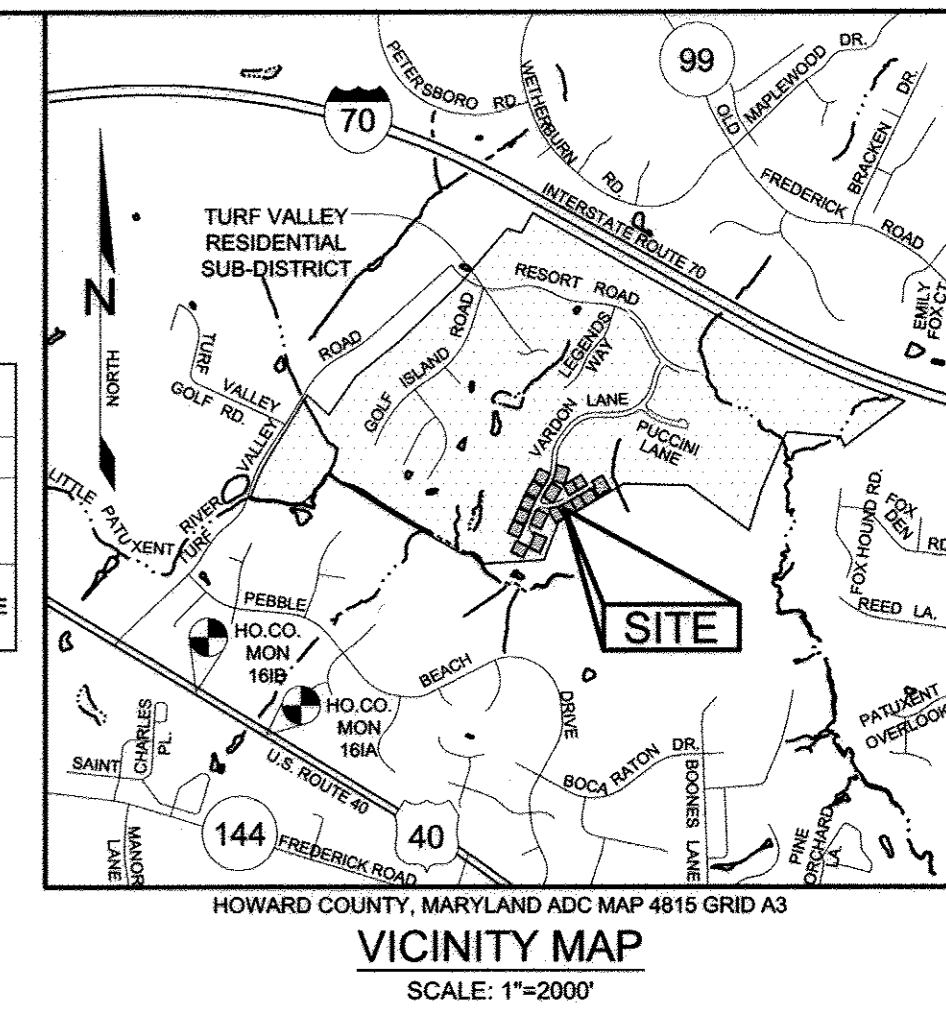 PETERSBORO RD.
WETHERBURN RD.
99
OLD FREDERICK ROAD
MAPLEWOOD DR.
BRACKEN DR.
70
INTERSTATE ROUTE 70
TURF VALLEY
RESIDENTIAL
SUB-DISTRICT
N
NORTH
RESORT ROAD
EMILY
FOX CT.
ROAD
GOLF ISLAND ROAD
LEGENDS
WAY
TURF VALLEY
GOLF RD.
VARDON LANE
PUCCINI
LANE
VALLEY
TURF
LITTLE PATUXENT RIVER
FOX HOUND RD.
FOX
DEN
RD
REED LA.
SITE
PEBBLE BEACH DRIVE
HO.CO.
MON
16IB
HO.CO.
MON
16IA
PATUXENT
OVERLOOK
SAINT CHARLES PL.
U.S. ROUTE 40
BOCA RATON DR.
BOONES LANE
PINE
ORCHARD
LA.
MANOR
LANE
144
FREDERICK ROAD
40
HOWARD COUNTY, MARYLAND ADC MAP 4815 GRID A3
VICINITY MAP
SCALE: 1"=2000'